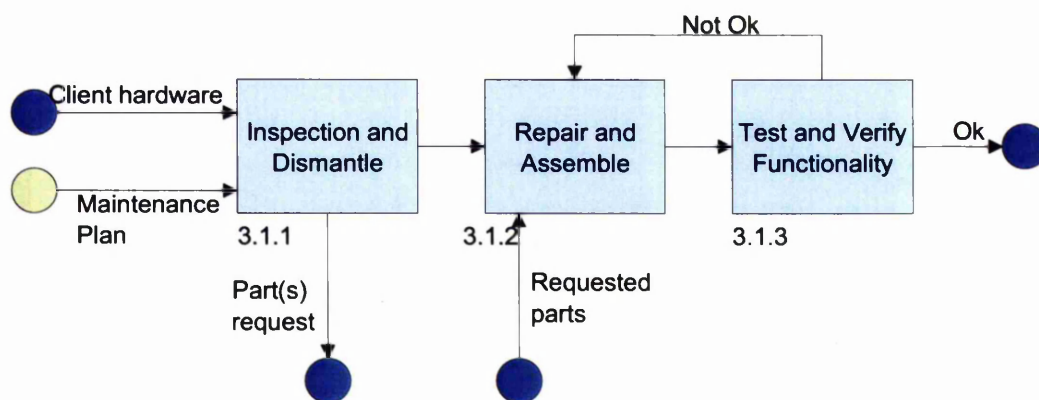 Not Ok
Client hardware
Inspection and
Dismantle
Repair and
Assemble
Test and Verify
Functionality
Ok
Maintenance
Plan
3.1.1
3.1.2
3.1.3
Part(s)
request
Requested
parts